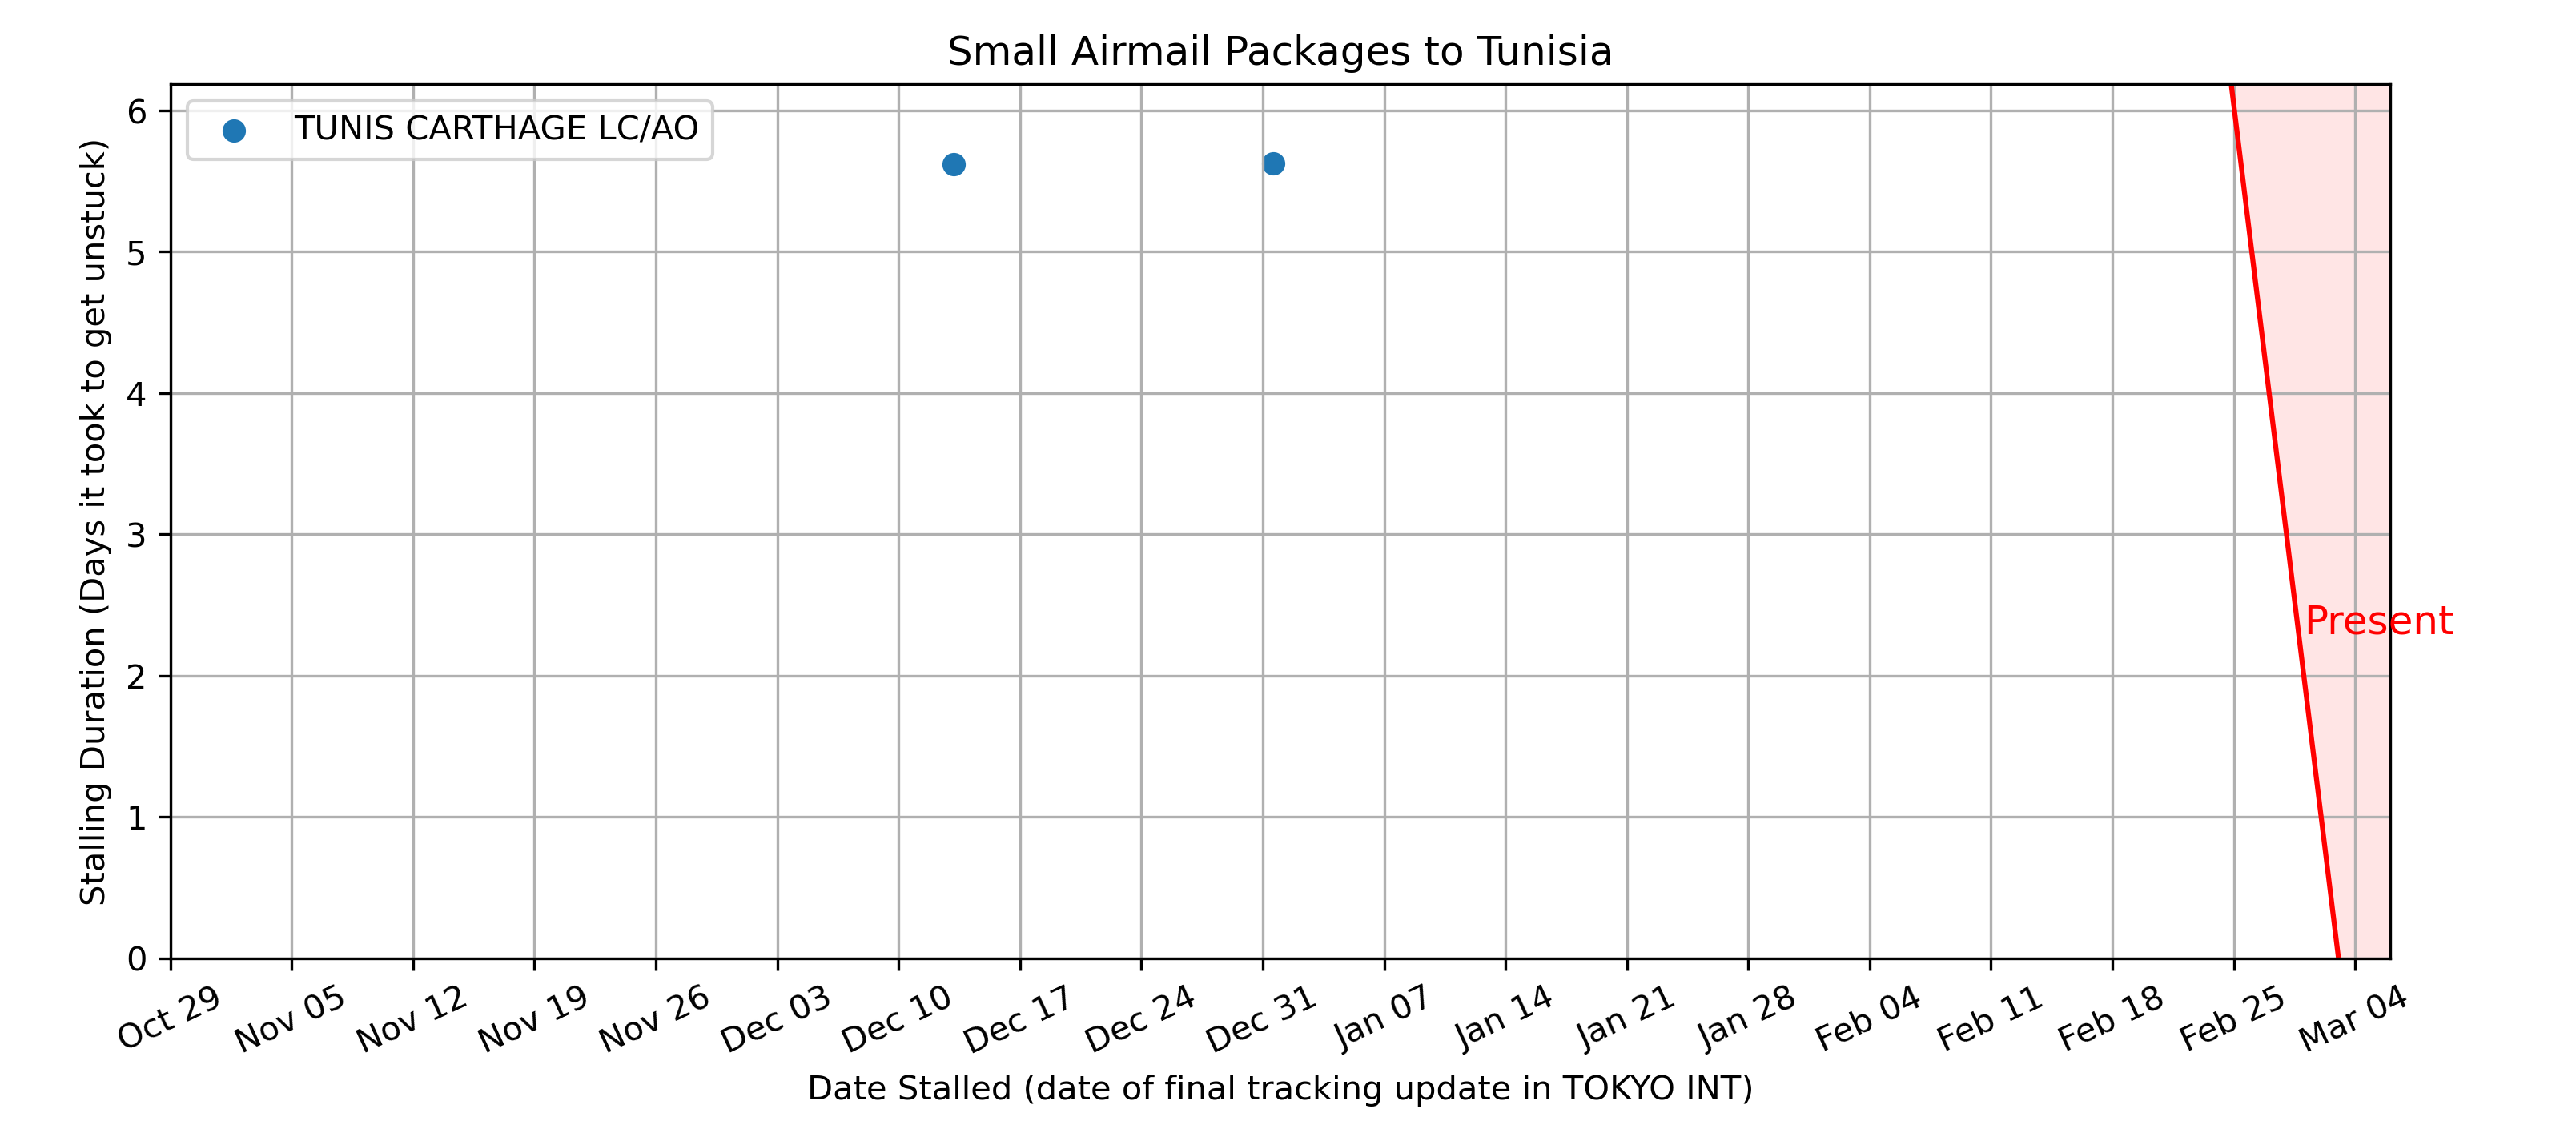 Small Airmail Packages to Tunisia
TUNIS CARTHAGE LC/AO
Stalling Duration (Days it took to get unstuck)
6
5
4
3
2
1
0
Present
Oct 29
Nov 05
Nov 12
Nov 19
Nov 26
Dec 03
Dec 10
Dec 17
Dec 24
Dec 31
Jan 07
Jan 14
Jan 21
Jan 28
Feb 04
Feb 11
Feb 18
Feb 25
Mar 04
Date Stalled (date of final tracking update in TOKYO INT)